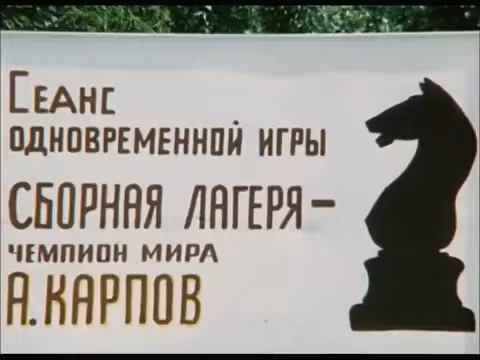 Сеанс
одновременной игры
СБОРНАЯ ЛАГЕРЯ –
ЧЕМПИОН МИРА
А. КАРПОВ